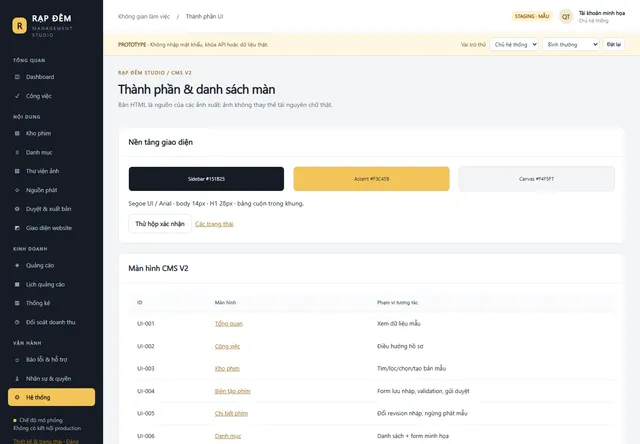 R
RẠP ĐÊM
MANAGEMENT
STUDIO
TỔNG QUAN
Dashboard
Công việc
NỘI DUNG
Kho phim
Danh mục
Thư viện ảnh
Nguồn phát
Duyệt & xuất bản
Giao diện website
KINH DOANH
Quảng cáo
Lịch quảng cáo
Thống kê
Đối soát doanh thu
VẬN HÀNH
Báo lỗi & hỗ trợ
Nhân sự & quyền
Hệ thống
Chế độ mô phỏng
Không có kết nối production
Thiết kế & trạng thái · Đăng
Không gian làm việc / Thành phần UI
STAGING · MẪU
QT
Tài khoản minh họa
Chủ hệ thống
PROTOTYPE · Không nhập mật khẩu, khóa API hoặc dữ liệu thật.
Vai trò thử
Chủ hệ thống
Bình thường
Đặt lại
RẠP ĐÊM STUDIO / CMS V2
Thành phần & danh sách màn
Bản HTML là nguồn của các ảnh xuất; ảnh không thay thế tài nguyên chữ thật.
Nền tảng giao diện
Sidebar #151B25
Accent #F3C459
Canvas #F4F5F7
Segoe UI / Arial · body 14px · H1 28px · bảng cuộn trong khung.
Thử hộp xác nhận
Các trạng thái
Màn hình CMS V2
ID Màn hình Phạm vi tương tác
UI-001 Tổng quan Xem dữ liệu mẫu
UI-002 Công việc Điều hướng hồ sơ
UI-003 Kho phim Tìm/lọc/chọn/tạo bản mẫu
UI-004 Biên tập phim Form lưu nháp, validation, gửi duyệt
UI-005 Chi tiết phim Đổi revision nháp, ngừng phát mẫu
UI-006 Danh mục Danh sách + form minh họa